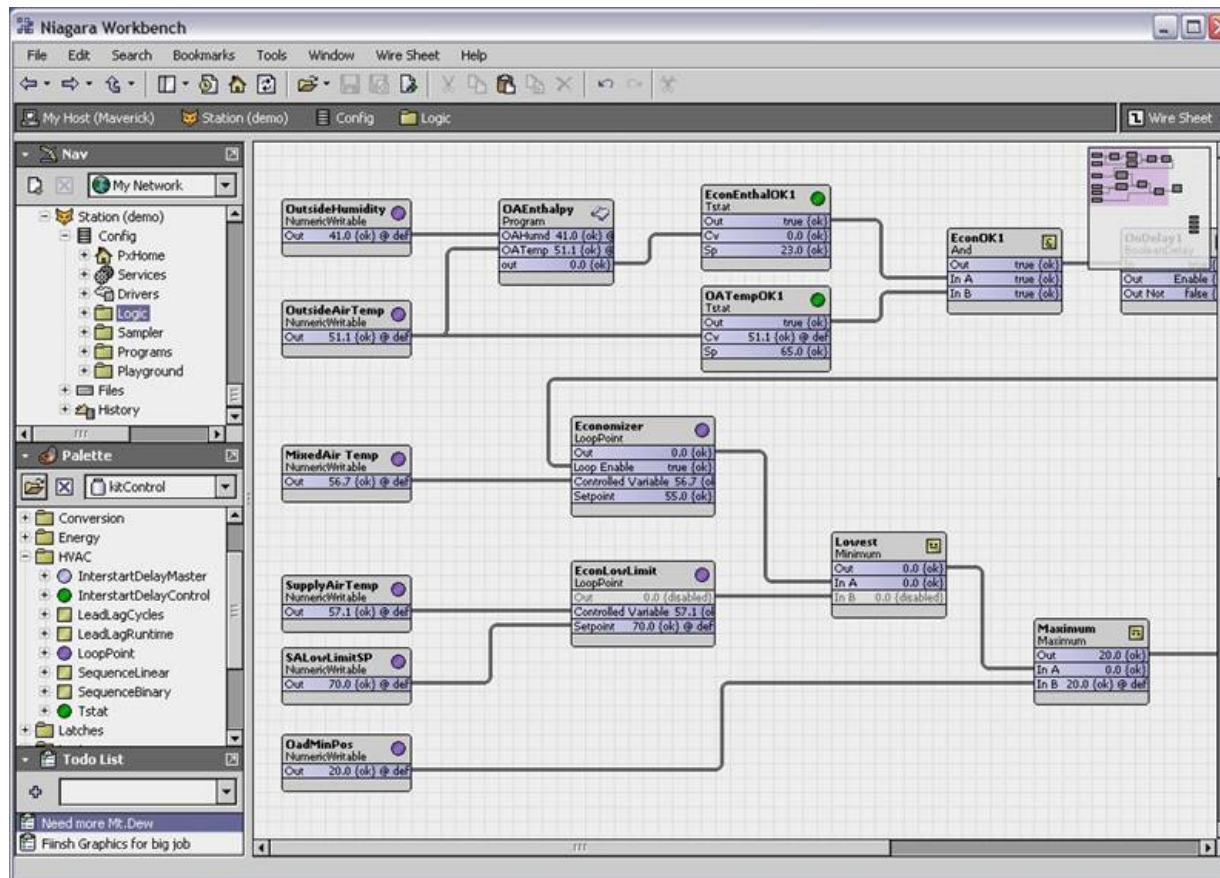 Niagara Workbench
File Edit Search Bookmarks Tools Window Wire Sheet Help
My Host (Maverick) Station (demo) Config Logic Wire Sheet
Nav
My Network
Station (demo)
Config
PxHome
Services
Drivers
Logic
Sampler
Programs
Playground
Files
History
Palette
kitControl
Conversion
Energy
HVAC
InterstartDelayMaster
InterstartDelayControl
LeadLagCycles
LeadLagRuntime
LoopPoint
SequenceLinear
SequenceBinary
Tstat
Latches
Todo List
Need more Mt.Dew
Fiinsh Graphics for big job
OutsideHumidity
NumericWritable
Out 41.0 {ok} @ def
OutsideAirTemp
NumericWritable
Out 51.1 {ok} @ def
OAEnthalpy
Program
OAHumd 41.0 {ok} @
OATemp 51.1 {ok} @
out 0.0 {ok}
EconEnthalOK1
Tstat
Out true {ok}
Cv 0.0 {ok}
Sp 23.0 {ok}
OATempOK1
Tstat
Out true {ok}
Cv 51.1 {ok} @ def
Sp 65.0 {ok}
EconOK1
And
Out true {ok}
In A true {ok}
In B true {ok}
OnDelay1
BooleanDelay
Out Enable {
Out Not false {
MixedAir Temp
NumericWritable
Out 56.7 {ok} @ def
Economizer
LoopPoint
Out 0.0 {ok}
Loop Enable true {ok}
Controlled Variable 56.7 {ol
Setpoint 55.0 {ok}
SupplyAirTemp
NumericWritable
Out 57.1 {ok} @ def
SALowLimitSP
NumericWritable
Out 70.0 {ok} @ def
EconLowLimit
LoopPoint
Out 0.0 {disabled}
Controlled Variable 57.1 {ol
Setpoint 70.0 {ok} @ def
Lowest
Minimum
Out 0.0 {ok}
In A 0.0 {ok}
In B 0.0 {disabled}
Maximum
Maximum
Out 20.0 {ok}
In A 0.0 {ok}
In B 20.0 {ok} @ def
OadMinPos
NumericWritable
Out 20.0 {ok} @ def